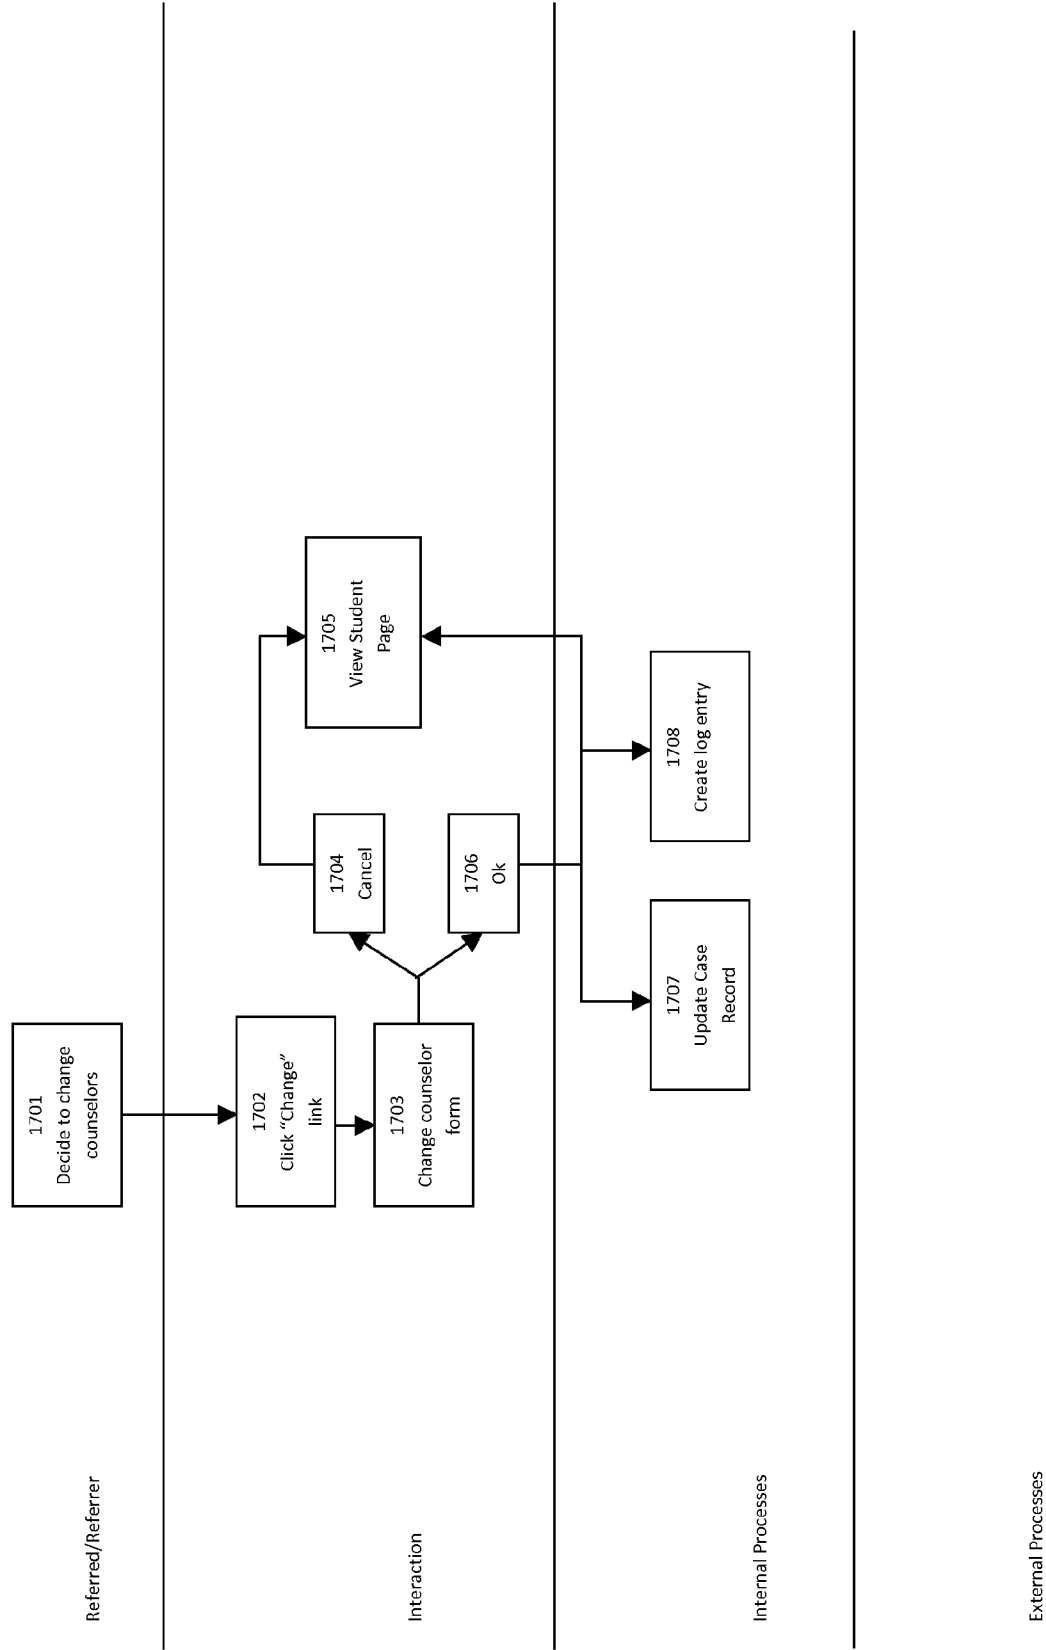 Referred/Referrer
1701
Decide to change
counselors
Interaction
1702
Click “Change”
link
1703
Change counselor
form
1704
Cancel
1705
View Student
Page
1706
Ok
Internal Processes
1707
Update Case
Record
1708
Create log entry
External Processes